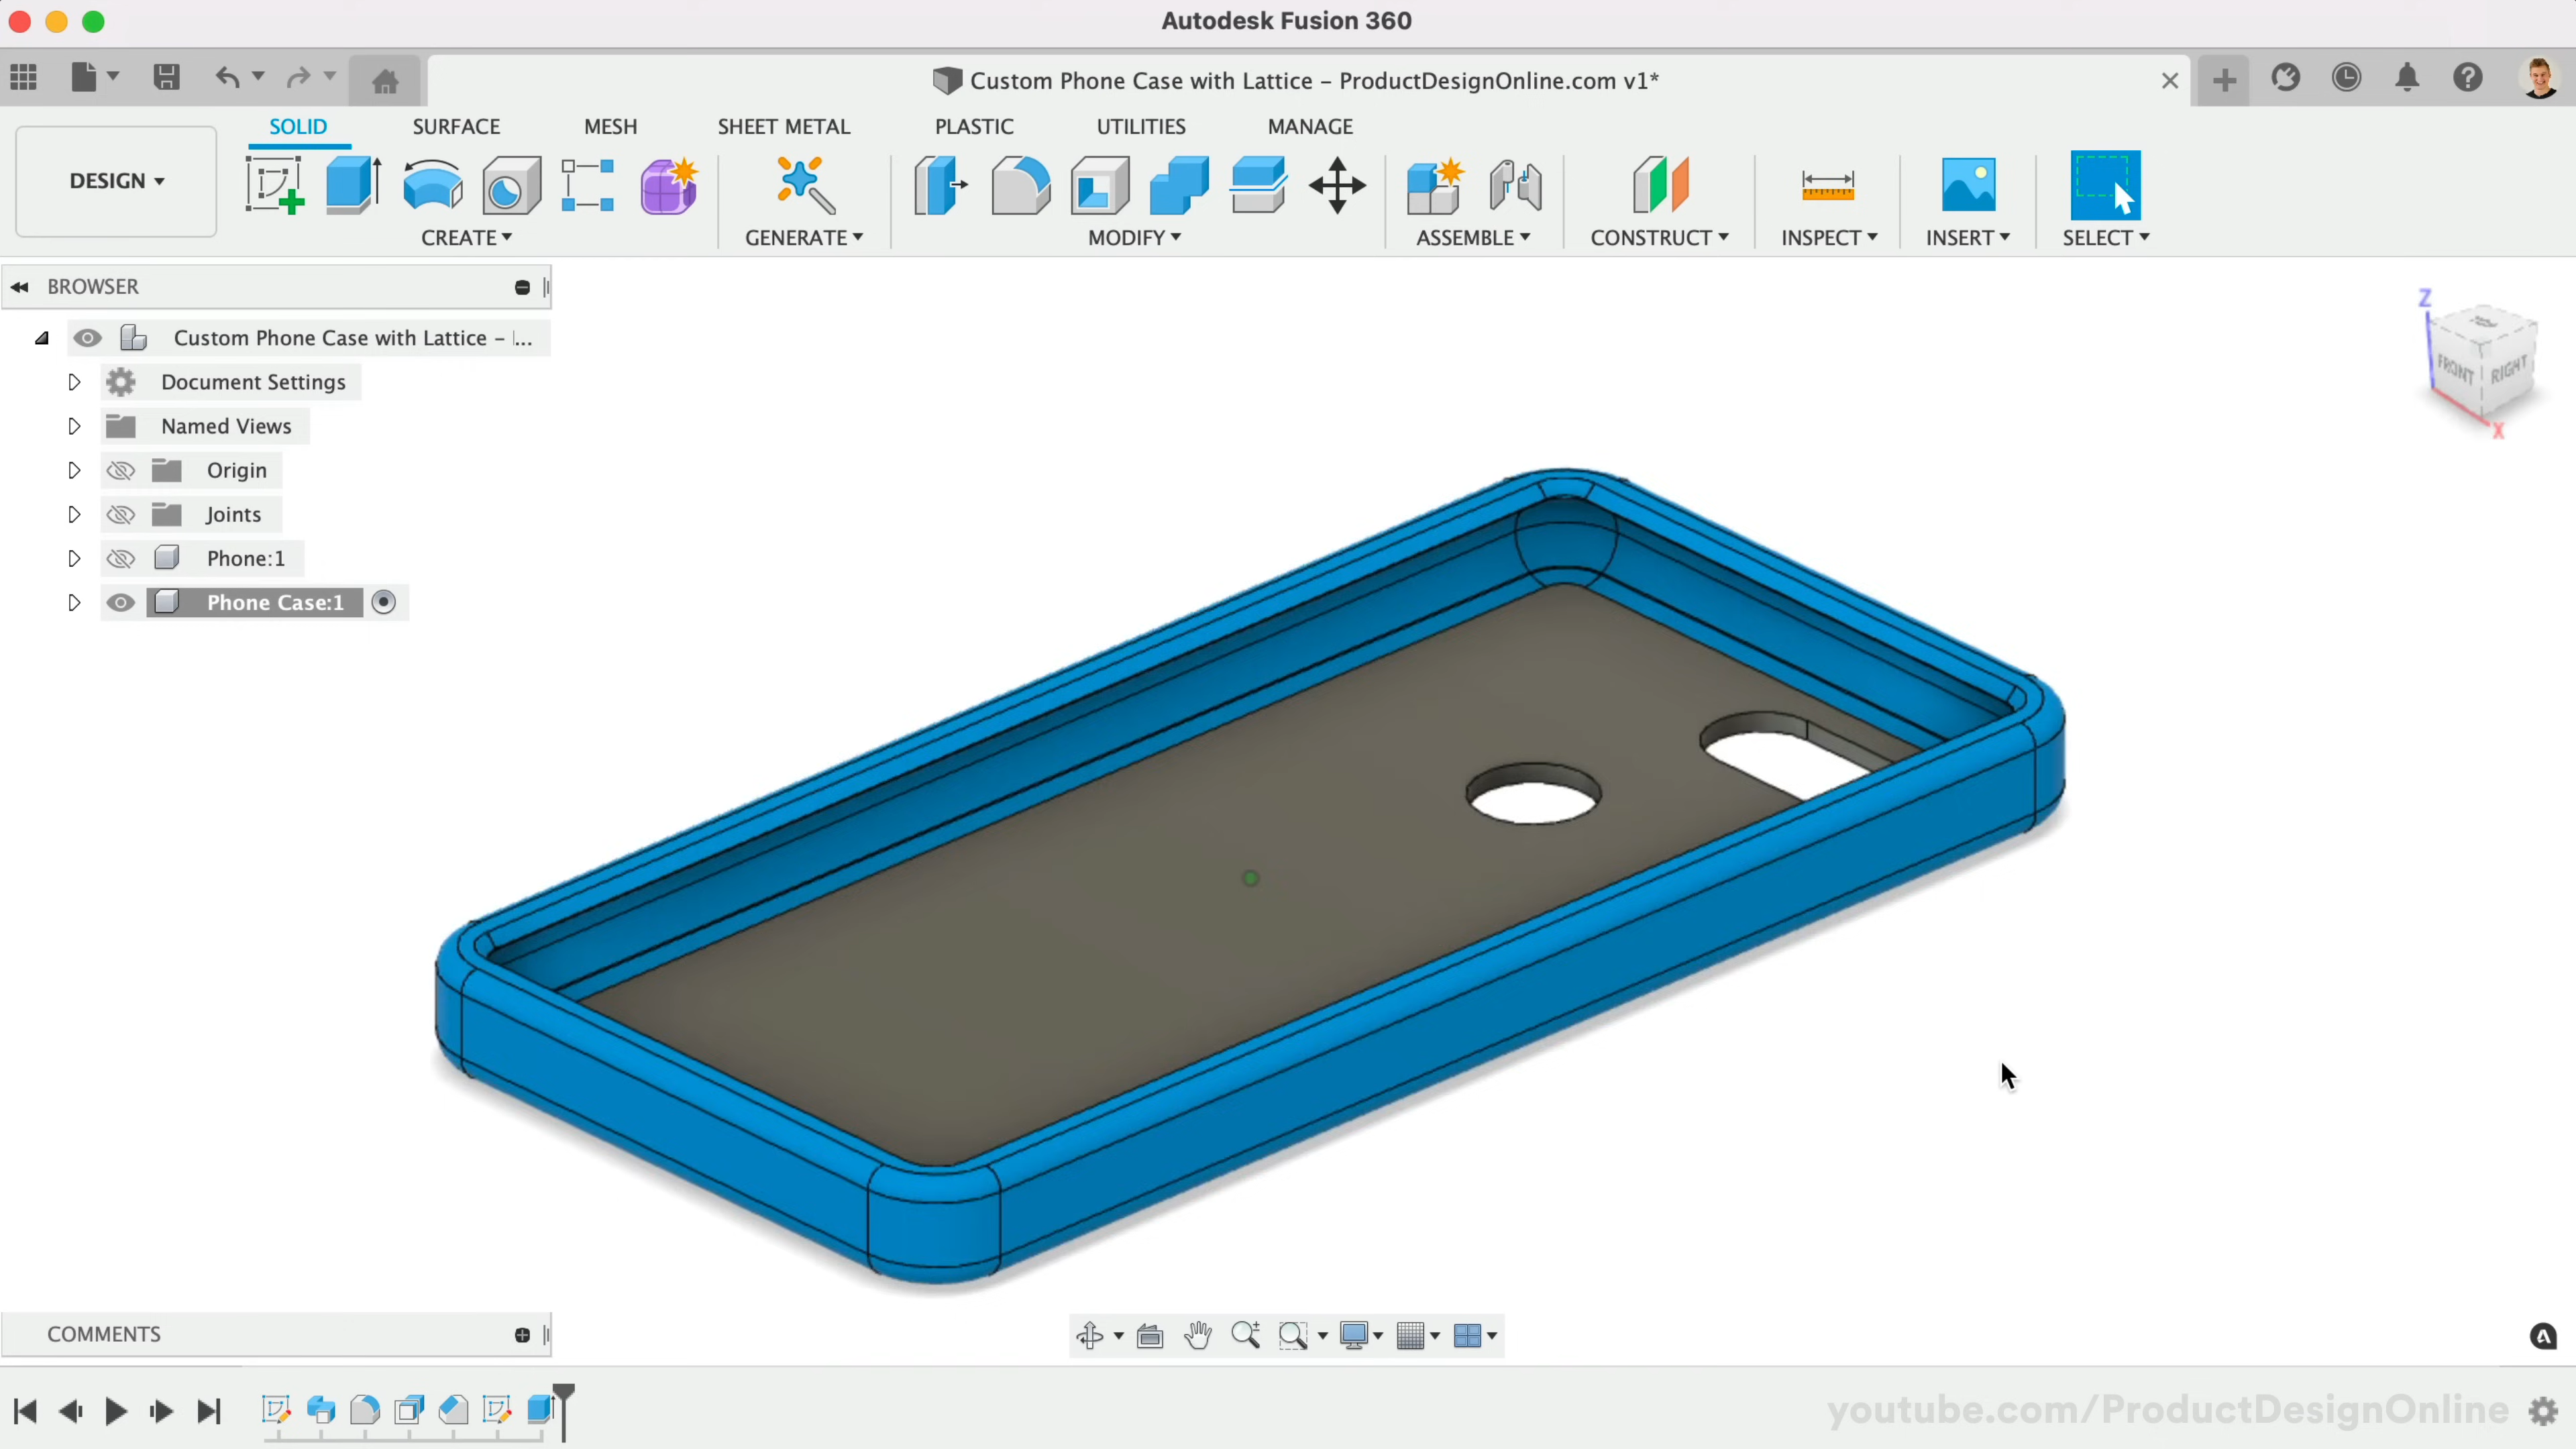 Autodesk Fusion 360
Custom Phone Case with Lattice – ProductDesignOnline.com v1*
SOLID SURFACE MESH SHEET METAL PLASTIC UTILITIES MANAGE
DESIGN
CREATE GENERATE MODIFY ASSEMBLE CONSTRUCT INSPECT INSERT SELECT
BROWSER
Custom Phone Case with Lattice – ...
Document Settings
Named Views
Origin
Joints
Phone:1
Phone Case:1
Z
FRONT RIGHT
X
COMMENTS
youtube.com/ProductDesignOnline